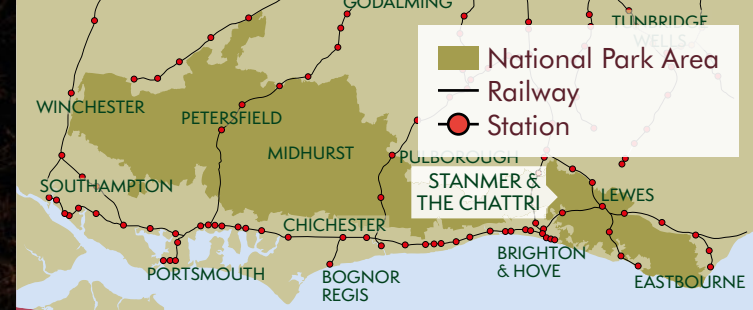 GODALMING
TUNBRIDGE
WELLS
National Park Area
Railway
Station
WINCHESTER
PETERSFIELD
MIDHURST
PULBOROUGH
SOUTHAMPTON
STANMER &
THE CHATTRI
LEWES
CHICHESTER
PORTSMOUTH
BOGNOR
REGIS
BRIGHTON
& HOVE
EASTBOURNE